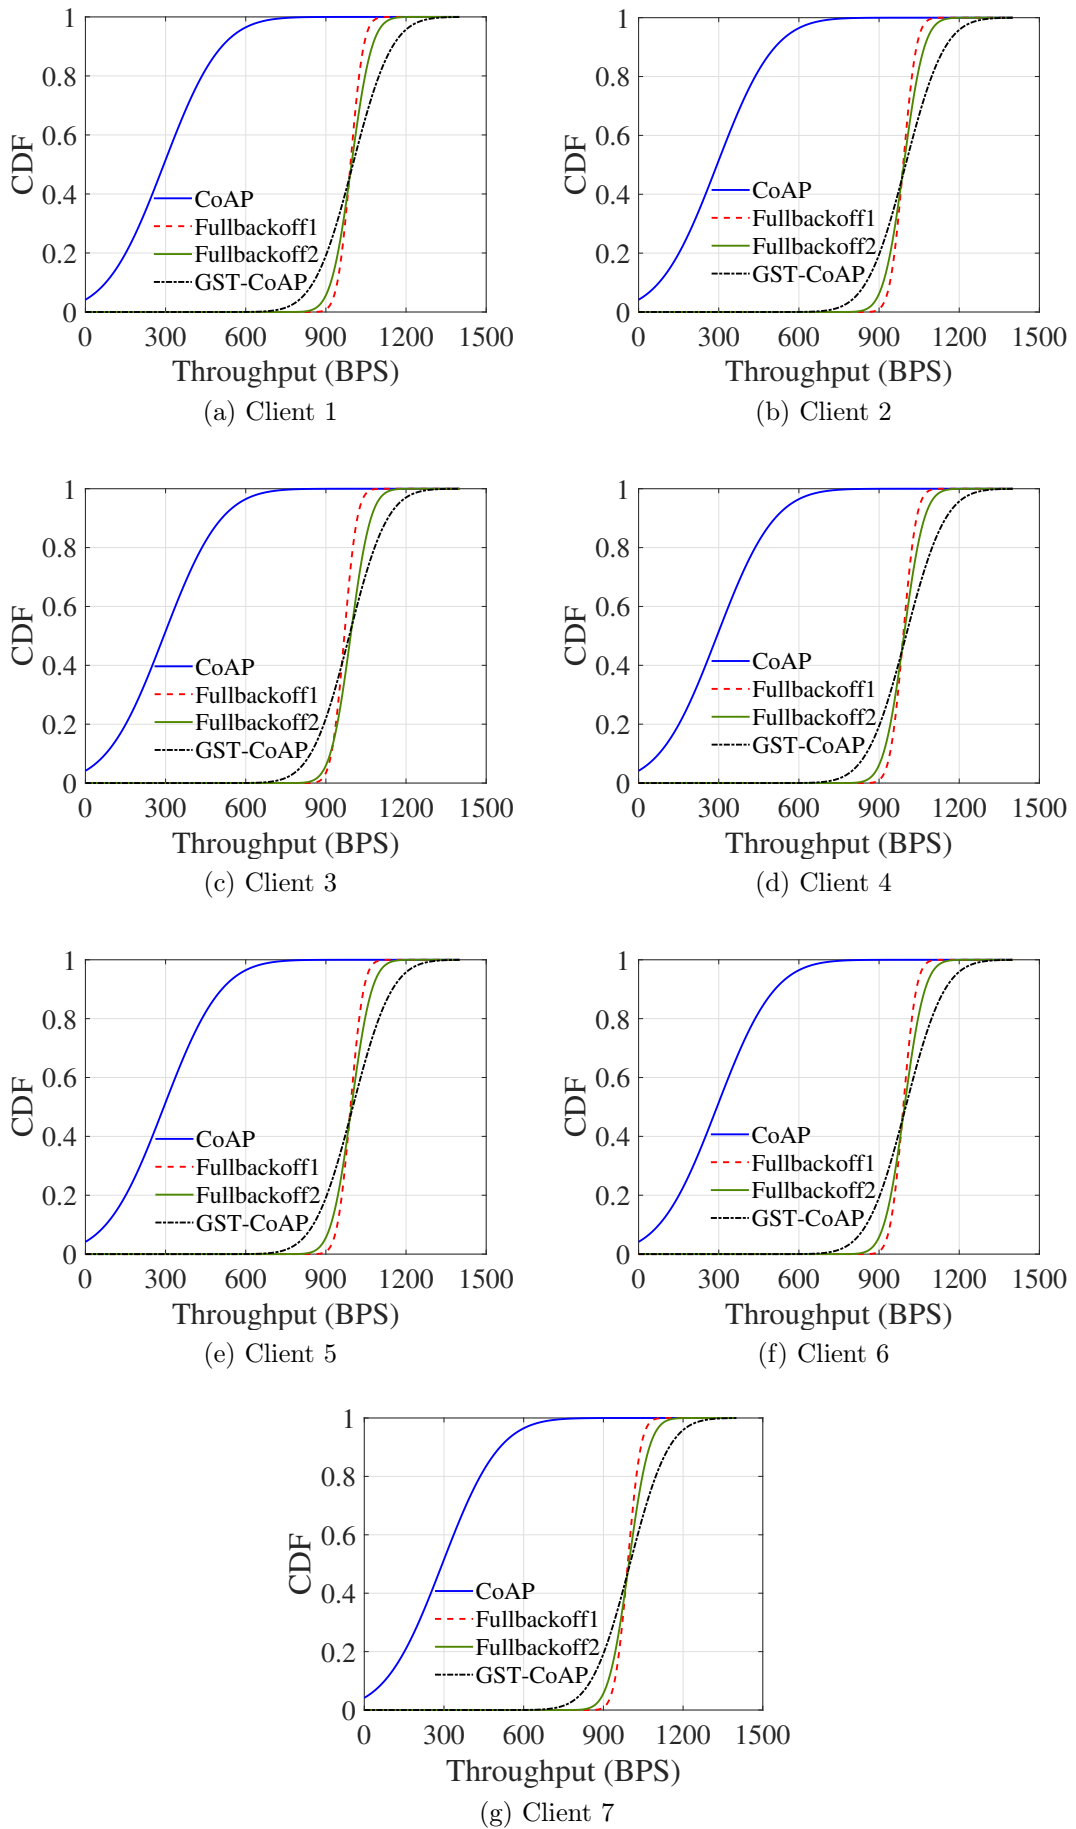 1
0.8
0.6
0.4
0.2
0
CDF
CoAP
Fullbackoff1
Fullbackoff2
GST-CoAP
0 300 600 900 1200 1500
Throughput (BPS)
(a) Client 1
1
0.8
0.6
0.4
0.2
0
CDF
CoAP
Fullbackoff1
Fullbackoff2
GST-CoAP
0 300 600 900 1200 1500
Throughput (BPS)
(b) Client 2
1
0.8
0.6
0.4
0.2
0
CDF
CoAP
Fullbackoff1
Fullbackoff2
GST-CoAP
0 300 600 900 1200 1500
Throughput (BPS)
(c) Client 3
1
0.8
0.6
0.4
0.2
0
CDF
CoAP
Fullbackoff1
Fullbackoff2
GST-CoAP
0 300 600 900 1200 1500
Throughput (BPS)
(d) Client 4
1
0.8
0.6
0.4
0.2
0
CDF
CoAP
Fullbackoff1
Fullbackoff2
GST-CoAP
0 300 600 900 1200 1500
Throughput (BPS)
(e) Client 5
1
0.8
0.6
0.4
0.2
0
CDF
CoAP
Fullbackoff1
Fullbackoff2
GST-CoAP
0 300 600 900 1200 1500
Throughput (BPS)
(f) Client 6
1
0.8
0.6
0.4
0.2
0
CDF
CoAP
Fullbackoff1
Fullbackoff2
GST-CoAP
0 300 600 900 1200 1500
Throughput (BPS)
(g) Client 7